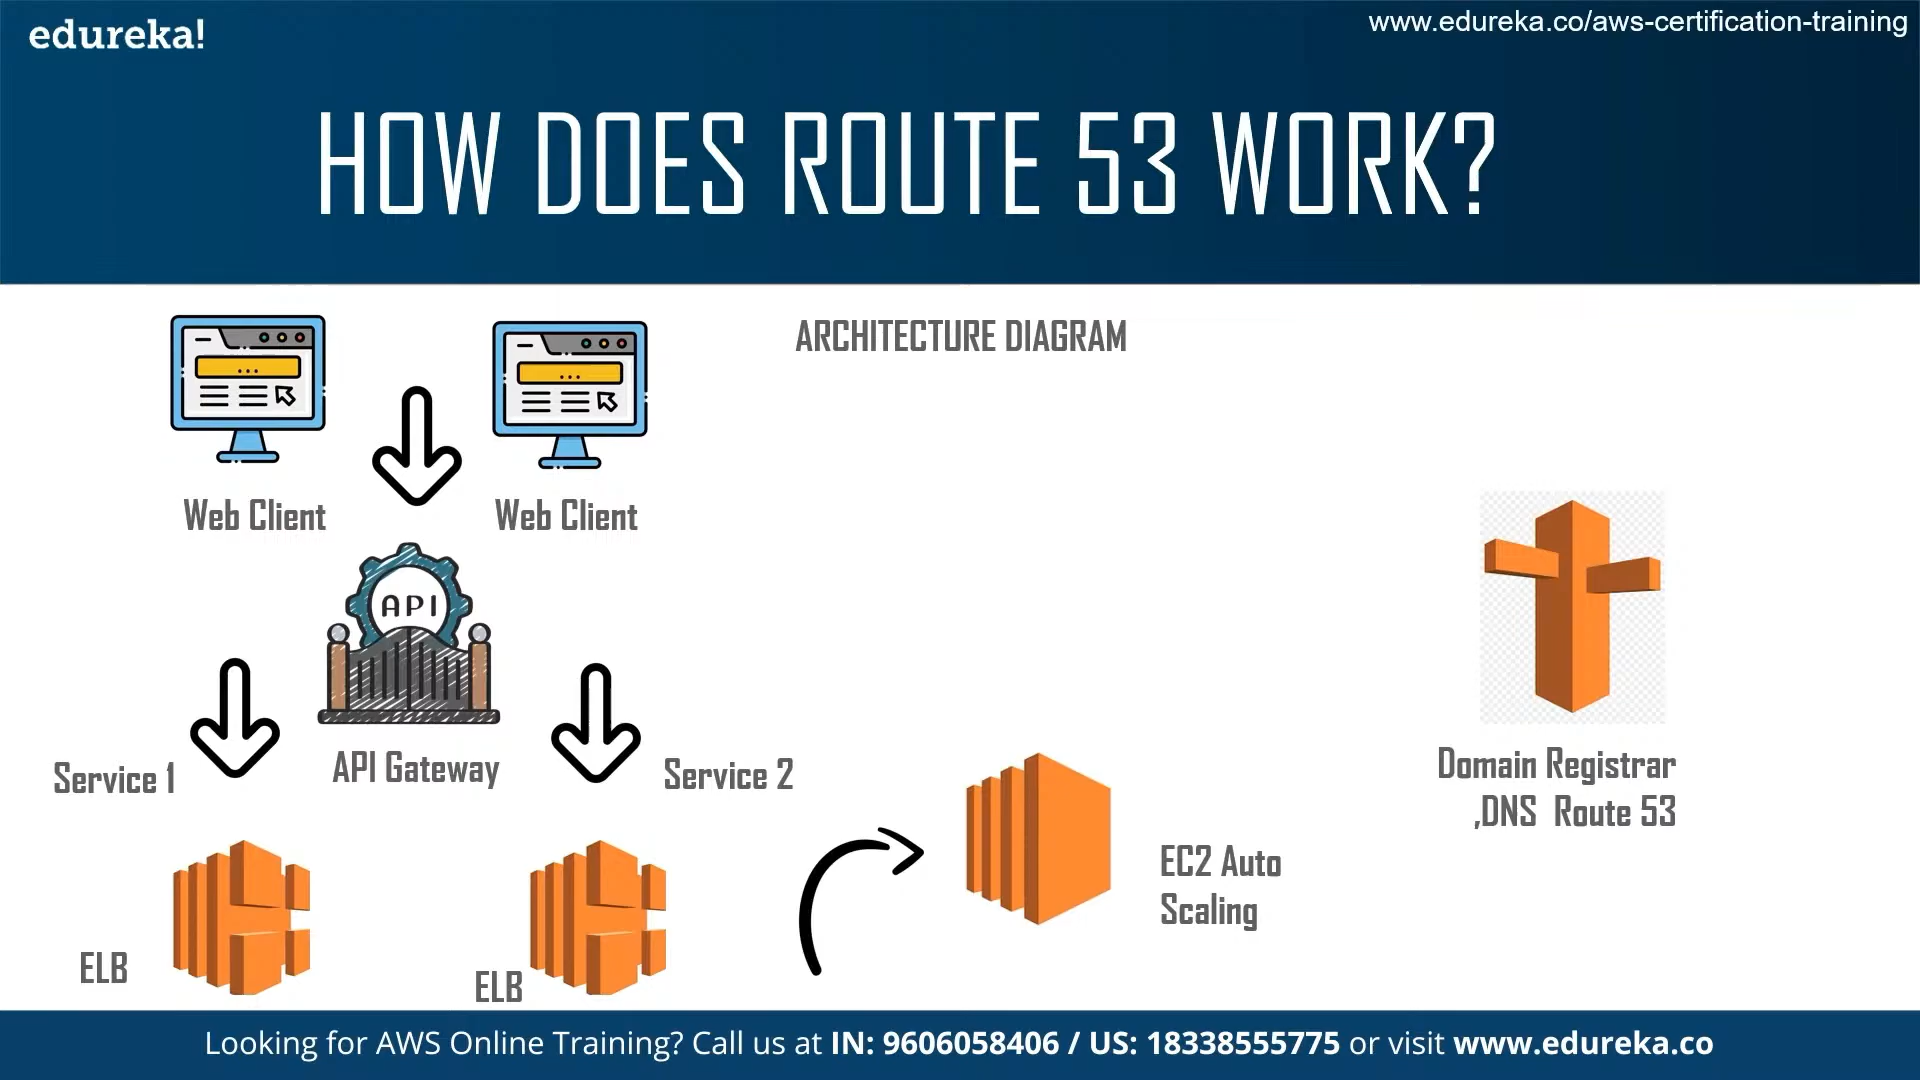 edureka!
www.edureka.co/aws-certification-training
HOW DOES ROUTE 53 WORK?
ARCHITECTURE DIAGRAM
Web Client
Web Client
API
API Gateway
Service 1
Service 2
Domain Registrar
,DNS Route 53
EC2 Auto
Scaling
ELB
ELB
Looking for AWS Online Training? Call us at IN: 9606058406 / US: 18338555775 or visit www.edureka.co